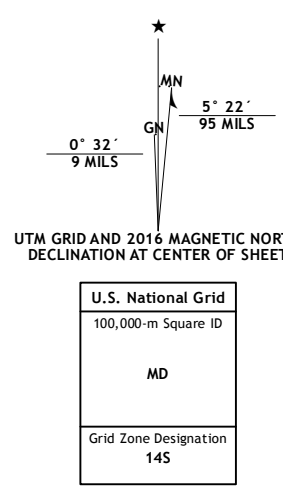 MN
GN
5° 22´
95 MILS
0° 32´
9 MILS
UTM GRID AND 2016 MAGNETIC NOR
DECLINATION AT CENTER OF SHEET
U.S. National Grid
100,000-m Square ID
MD
Grid Zone Designation
14S